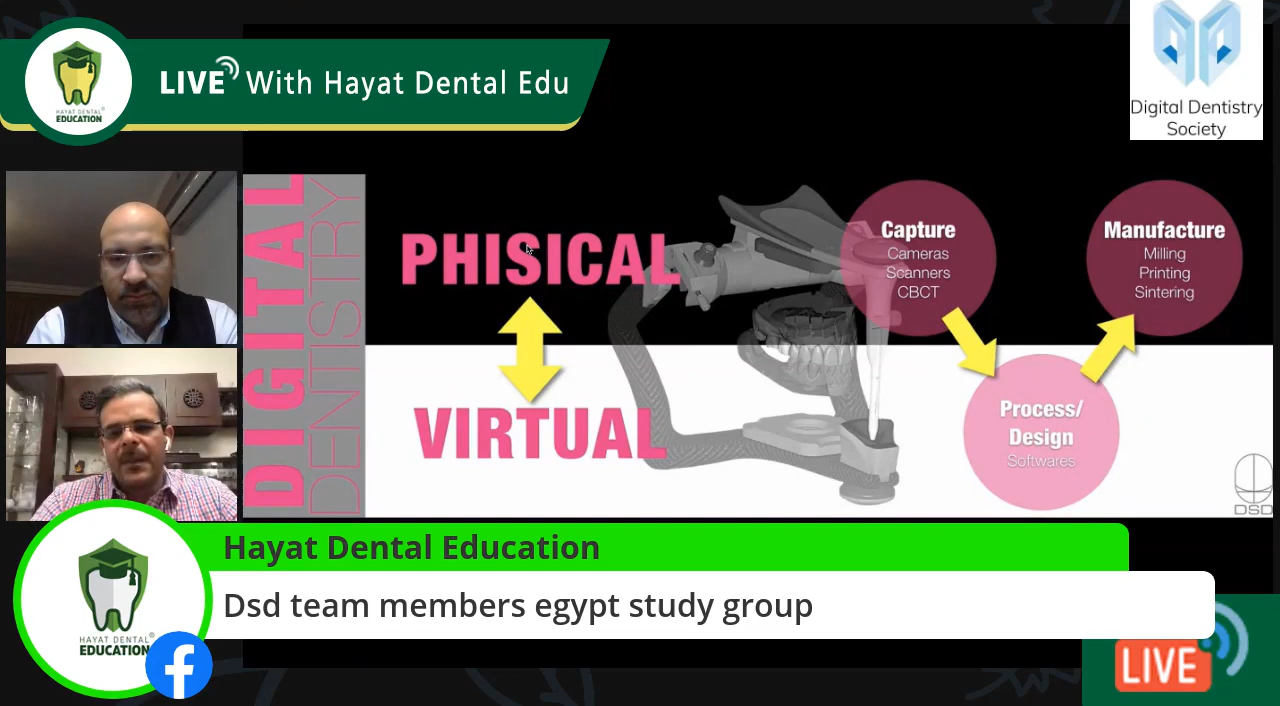 LIVE With Hayat Dental Edu
HAYAT DENTAL
EDUCATION
Digital Dentistry
Society
DIGITAL
DENTISTRY
PHISICAL
VIRTUAL
Capture
Cameras
Scanners
CBCT
Manufacture
Milling
Printing
Sintering
Process/
Design
Softwares
DSD
Hayat Dental Education
Dsd team members egypt study group
HAYAT DENTAL
EDUCATION
LIVE